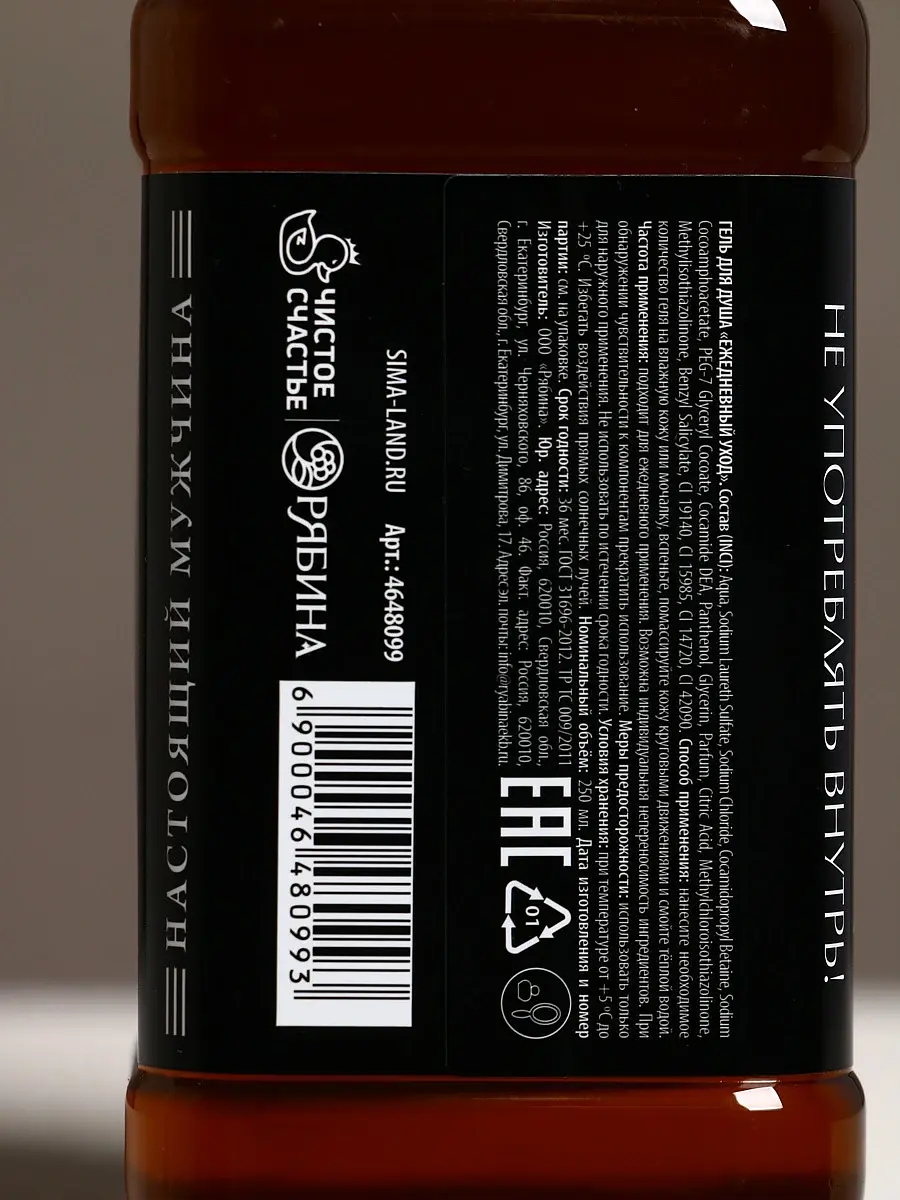 НЕ УПОТРЕБЛЯТЬ ВНУТРЬ!
ГЕЛЬ ДЛЯ ДУША «ЕЖЕДНЕВНЫЙ УХОД». Состав (INCI): Aqua, Sodium Laureth Sulfate, Sodium Chloride, Cocamidopropyl Betaine, Sodium
Cocoamphoacetate, PEG-7 Glyceryl Cocoate, Cocamide DEA, Panthenol, Glycerin, Parfum, Citric Acid, Methylchloroisothiazolinone,
Methylisothiazolinone, Benzyl Salicylate, CI 19140, CI 15985, CI 14720, CI 42090. Способ применения: нанесите необходимое
количество геля на влажную кожу или мочалку, вспеньте, помассируйте кожу круговыми движениями и смойте тёплой водой.
Частота применения: подходит для ежедневного применения. Возможна индивидуальная непереносимость ингредиентов. При
обнаружении чувствительности к компонентам прекратить использование. Меры предосторожности: использовать только
для наружного применения. Не использовать по истечении срока годности. Условия хранения: при температуре от +5 °C до
+25 °C. Избегать воздействия прямых солнечных лучей. Номинальный объём: 250 мл. Дата изготовления и номер
партии: см. на упаковке. Срок годности: 36 мес. ГОСТ 31696-2012. ТР ТС 009/2011
Изготовитель: ООО «Рябина». Юр. адрес: Россия, 620010, Свердловская обл.,
г. Екатеринбург, ул. Черняховского, 86, оф. 46. Факт. адрес: Россия, 620010,
Свердловская обл., г. Екатеринбург, ул. Димитрова, 17. Адрес эл. почты: info@ryabinaekb.ru
EAC
01
SIMA-LAND.RU Арт.: 4648099
ЧИСТОЕ
СЧАСТЬЕ
РЯБИНА
6 900046 480993
НАСТОЯЩИЙ МУЖЧИНА